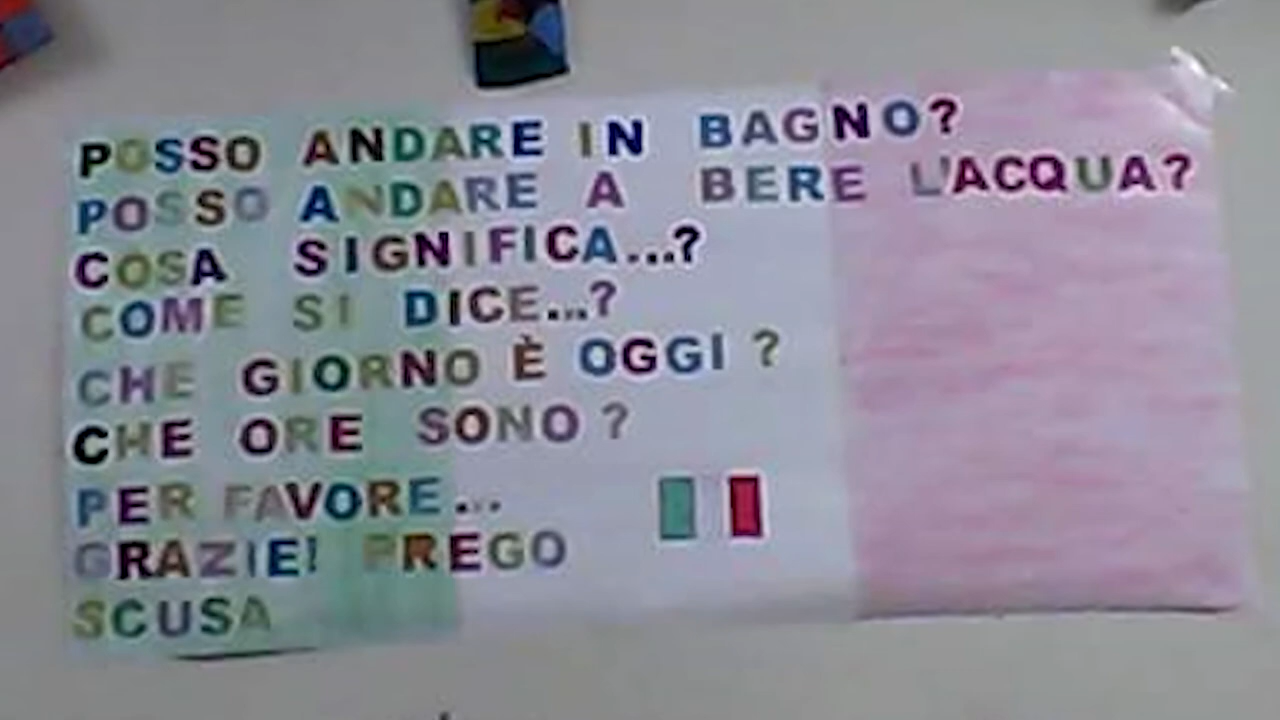 POSSO ANDARE IN BAGNO?
POSSO ANDARE A BERE L'ACQUA?
COSA SIGNIFICA...?
COME SI DICE...?
CHE GIORNO È OGGI ?
CHE ORE SONO ?
PER FAVORE...
GRAZIE! PREGO
SCUSA